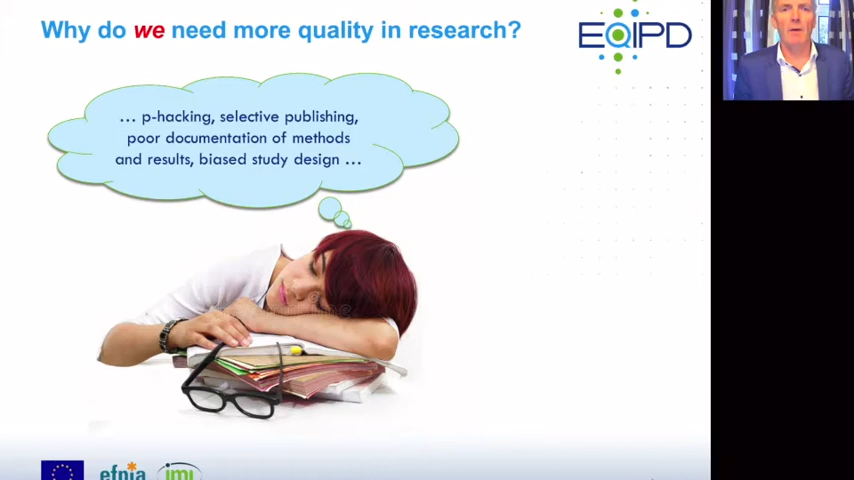 Why do we need more quality in research?
EQIPD
... p-hacking, selective publishing,
poor documentation of methods
and results, biased study design ...
efpia
imi